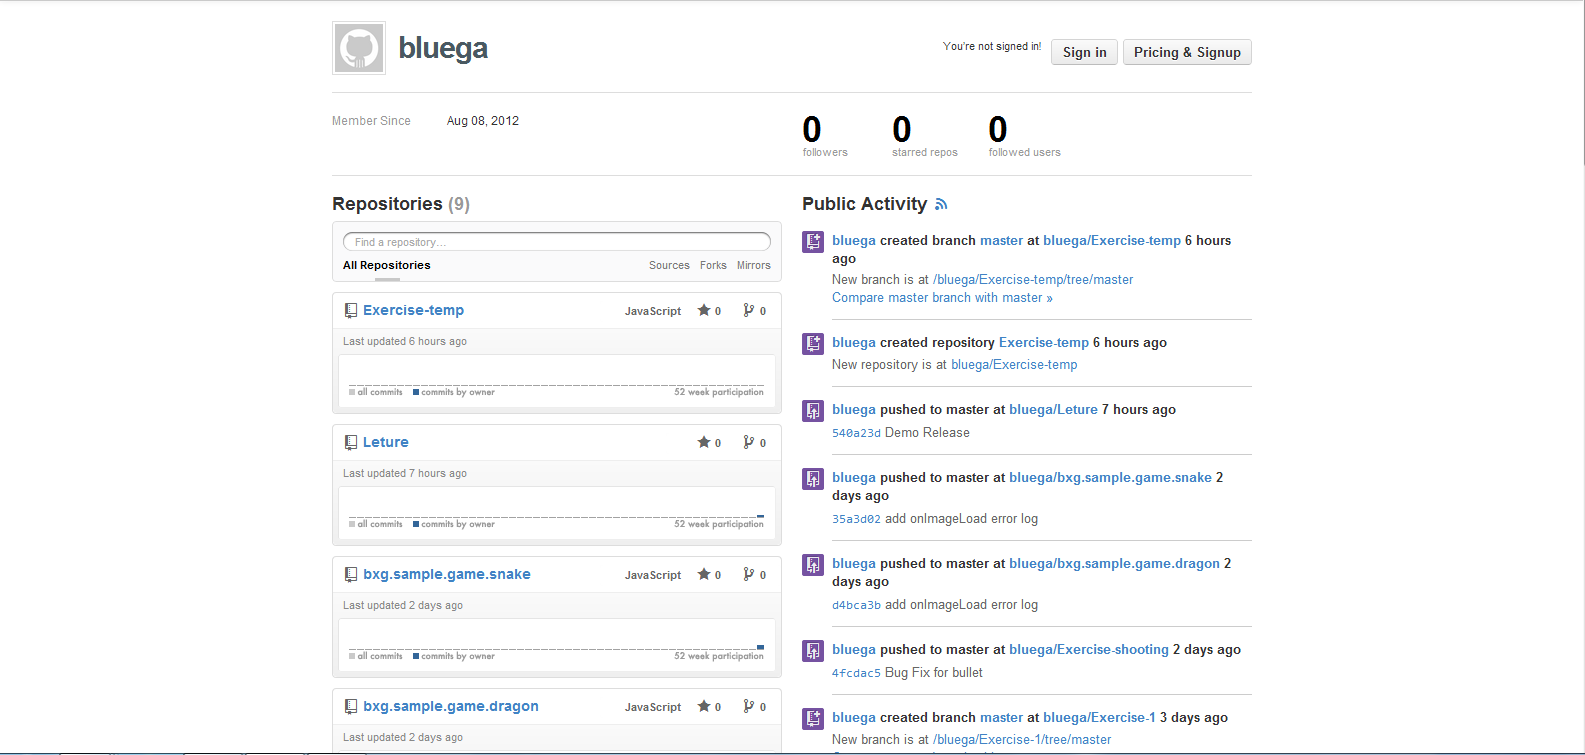 bluega
You're not signed in!
Sign in
Pricing & Signup
Member Since Aug 08, 2012
0
followers
0
starred repos
0
followed users
Repositories (9)
Find a repository...
All Repositories
Sources Forks Mirrors
Exercise-temp
JavaScript 0 0
Last updated 6 hours ago
all commits commits by owner 52 week participation
Leture
0 0
Last updated 7 hours ago
all commits commits by owner 52 week participation
bxg.sample.game.snake
JavaScript 0 0
Last updated 2 days ago
all commits commits by owner 52 week participation
bxg.sample.game.dragon
JavaScript 0 0
Last updated 2 days ago
Public Activity
bluega created branch master at bluega/Exercise-temp 6 hours
ago
New branch is at /bluega/Exercise-temp/tree/master
Compare master branch with master »
bluega created repository Exercise-temp 6 hours ago
New repository is at bluega/Exercise-temp
bluega pushed to master at bluega/Leture 7 hours ago
540a23d Demo Release
bluega pushed to master at bluega/bxg.sample.game.snake 2
days ago
35a3d02 add onImageLoad error log
bluega pushed to master at bluega/bxg.sample.game.dragon 2
days ago
d4bca3b add onImageLoad error log
bluega pushed to master at bluega/Exercise-shooting 2 days ago
4fcdac5 Bug Fix for bullet
bluega created branch master at bluega/Exercise-1 3 days ago
New branch is at /bluega/Exercise-1/tree/master